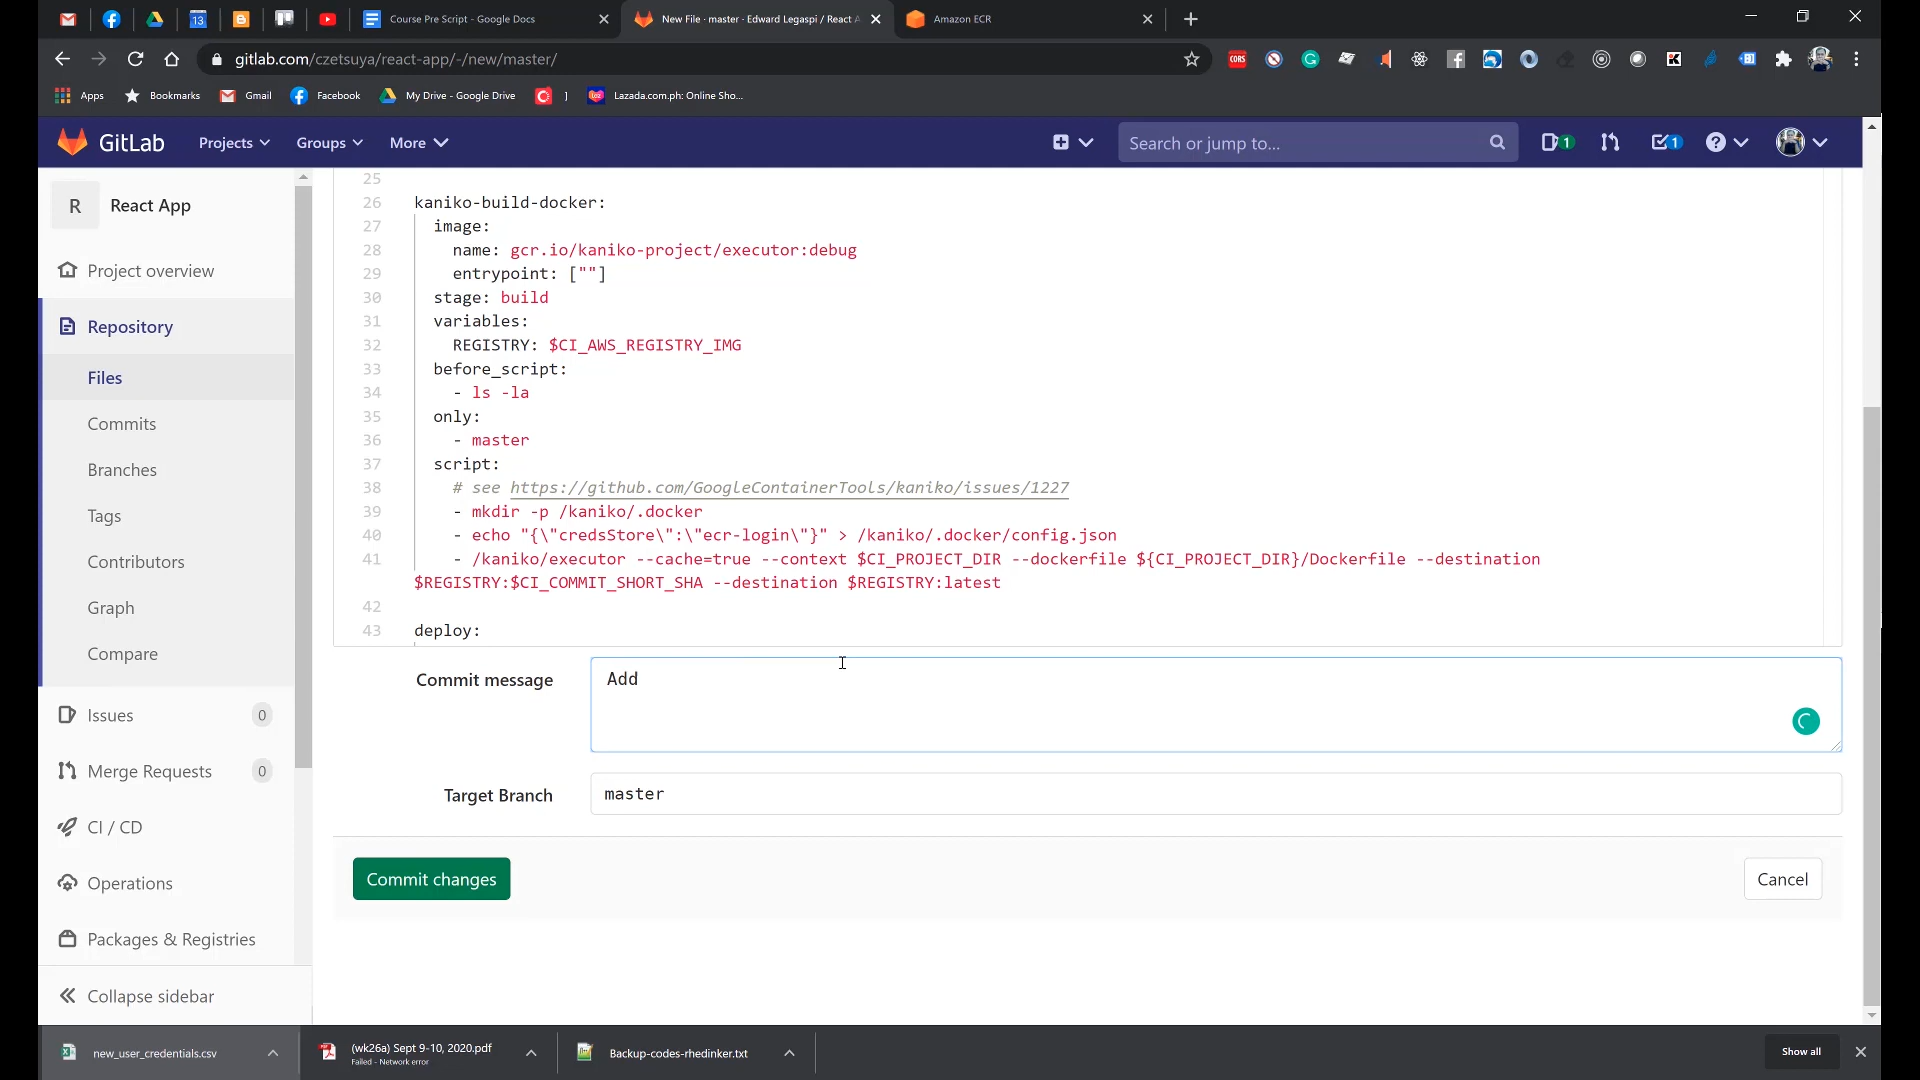 13
Course Pre Script - Google Docs
New File · master · Edward Legaspi / React A
Amazon ECR
gitlab.com/czetsuya/react-app/-/new/master/
CORS
Apps
Bookmarks
Gmail
Facebook
My Drive - Google Drive
]
Lazada.com.ph: Online Sho...
GitLab
Projects
Groups
More
Search or jump to...
1
1
R
React App
Project overview
Repository
Files
Commits
Branches
Tags
Contributors
Graph
Compare
Issues
0
Merge Requests
0
CI / CD
Operations
Packages & Registries
Collapse sidebar
25
26 kaniko-build-docker:
27 image:
28 name: gcr.io/kaniko-project/executor:debug
29 entrypoint: [""]
30 stage: build
31 variables:
32 REGISTRY: $CI_AWS_REGISTRY_IMG
33 before_script:
34 - ls -la
35 only:
36 - master
37 script:
38 # see https://github.com/GoogleContainerTools/kaniko/issues/1227
39 - mkdir -p /kaniko/.docker
40 - echo "{\"credsStore\":\"ecr-login\"}" > /kaniko/.docker/config.json
41 - /kaniko/executor --cache=true --context $CI_PROJECT_DIR --dockerfile ${CI_PROJECT_DIR}/Dockerfile --destination
$REGISTRY:$CI_COMMIT_SHORT_SHA --destination $REGISTRY:latest
42
43 deploy:
Commit message
Add
Target Branch
master
Commit changes
Cancel
new_user_credentials.csv
(wk26a) Sept 9-10, 2020.pdf
Failed - Network error
Backup-codes-rhedinker.txt
Show all